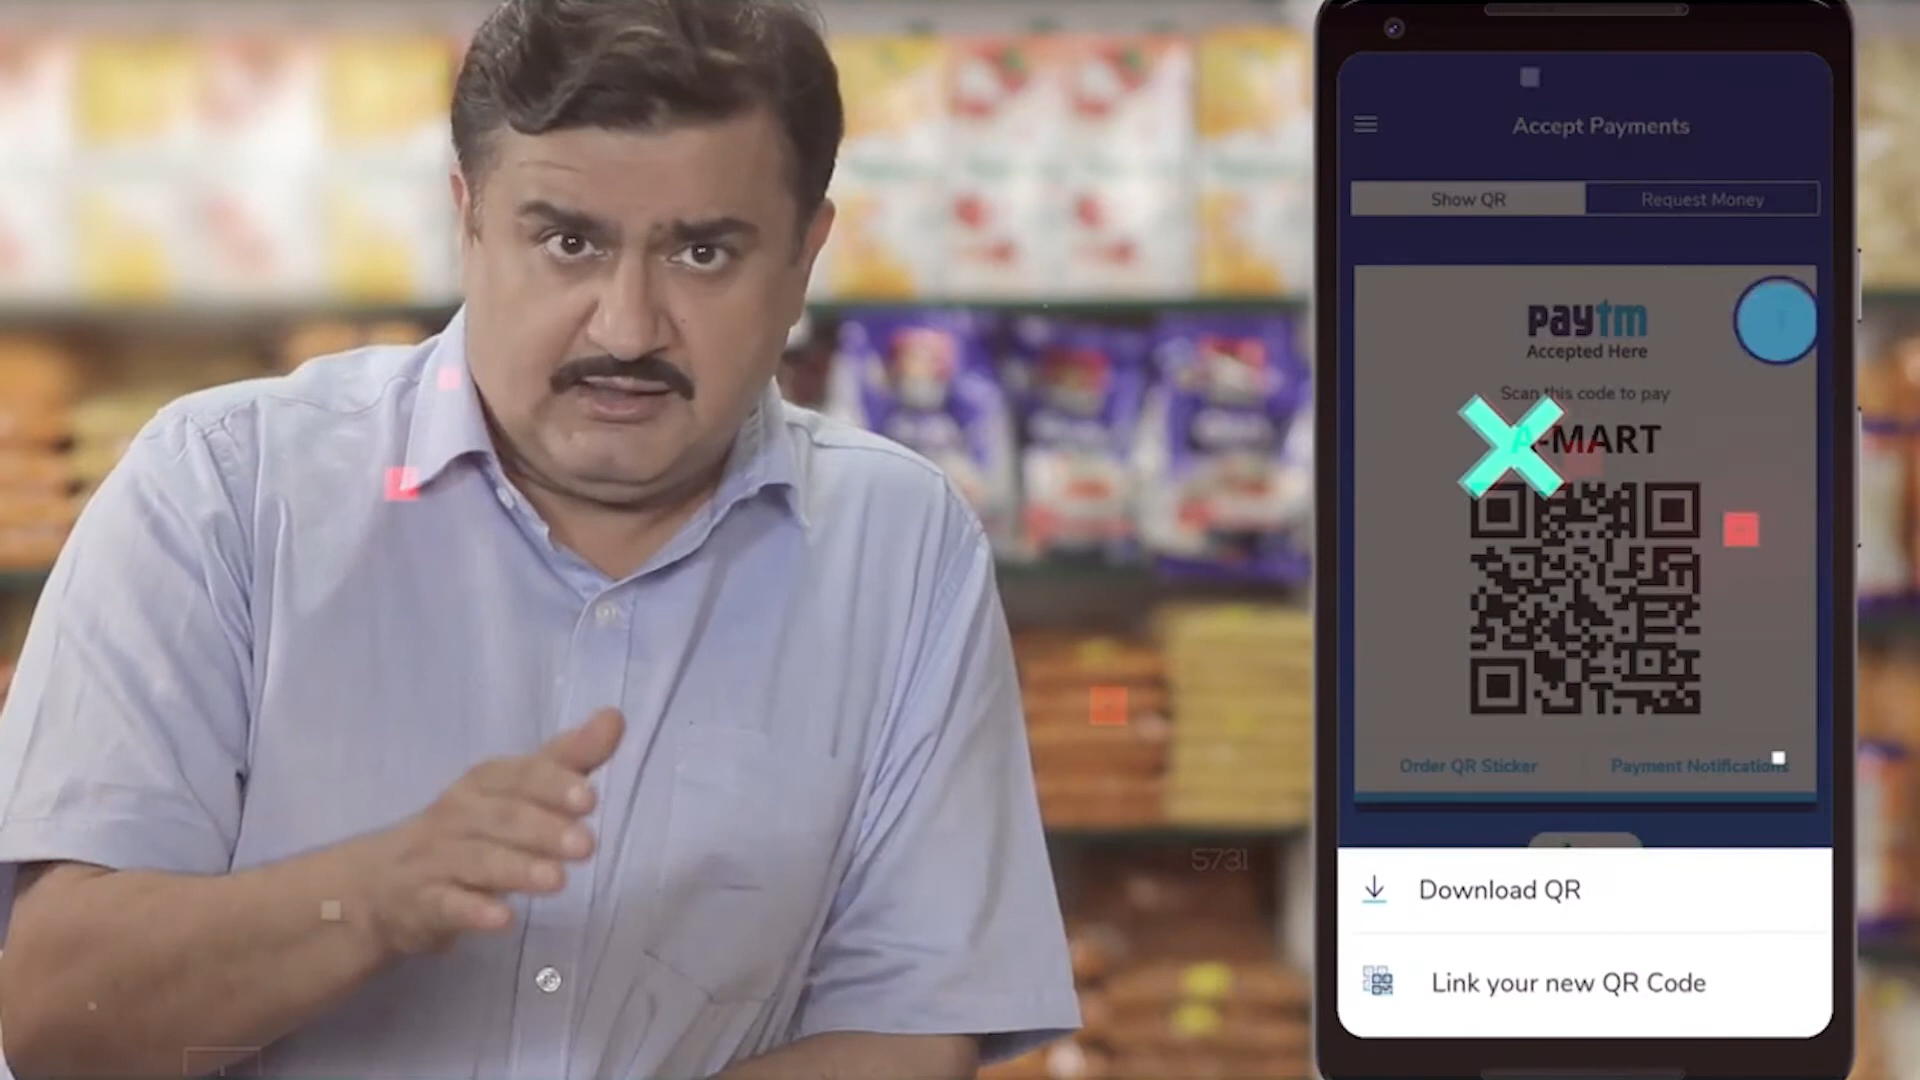 Accept Payments
Show QR
Request Money
paytm
Accepted Here
Scan this code to pay
A-MART
Order QR Sticker
Payment Notifications
5731
Download QR
Link your new QR Code